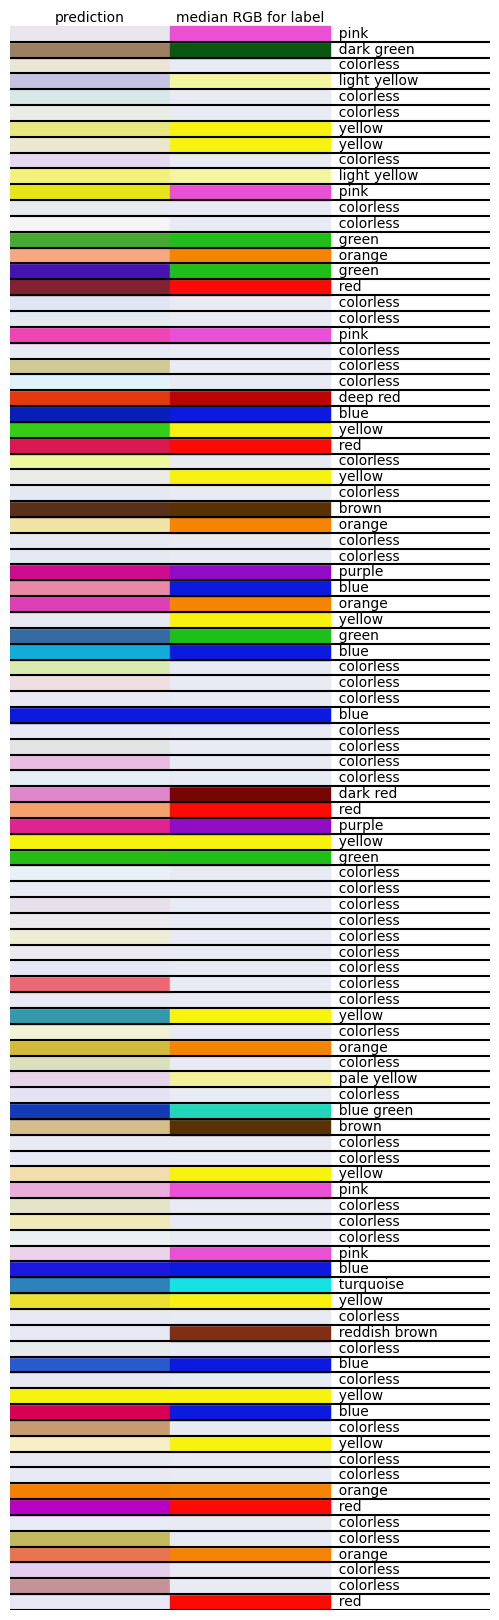 prediction median RGB for label
pink
dark green
colorless
light yellow
colorless
colorless
yellow
yellow
colorless
light yellow
pink
colorless
colorless
green
orange
green
red
colorless
colorless
pink
colorless
colorless
colorless
deep red
blue
yellow
red
colorless
yellow
colorless
brown
orange
colorless
colorless
purple
blue
orange
yellow
green
blue
colorless
colorless
colorless
blue
colorless
colorless
colorless
colorless
dark red
red
purple
yellow
green
colorless
colorless
colorless
colorless
colorless
colorless
colorless
colorless
colorless
yellow
colorless
orange
colorless
pale yellow
colorless
blue green
brown
colorless
colorless
yellow
pink
colorless
colorless
colorless
pink
blue
turquoise
yellow
colorless
reddish brown
colorless
blue
colorless
yellow
blue
colorless
yellow
colorless
colorless
orange
red
colorless
colorless
orange
colorless
colorless
red